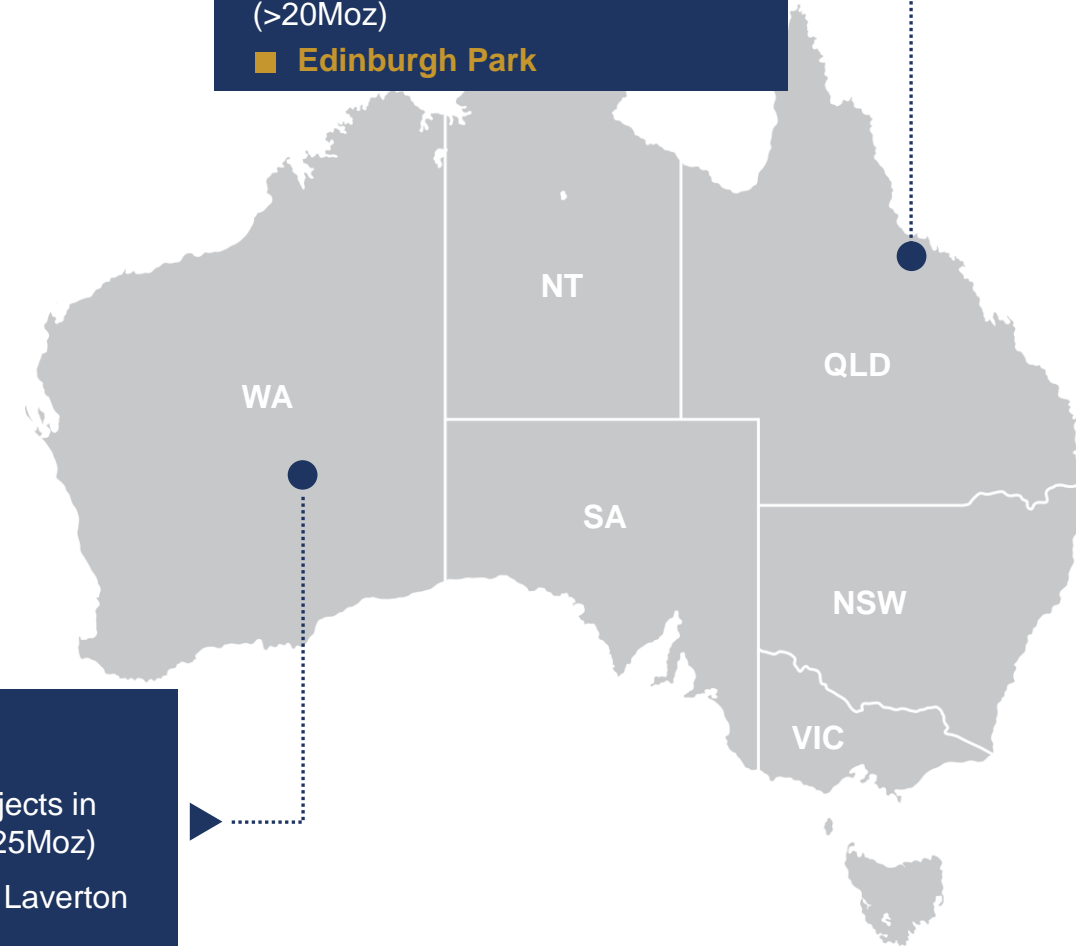 (>20Moz)
Edinburgh Park
NT
QLD
WA
SA
NSW
VIC
jects in
25Moz)
Laverton